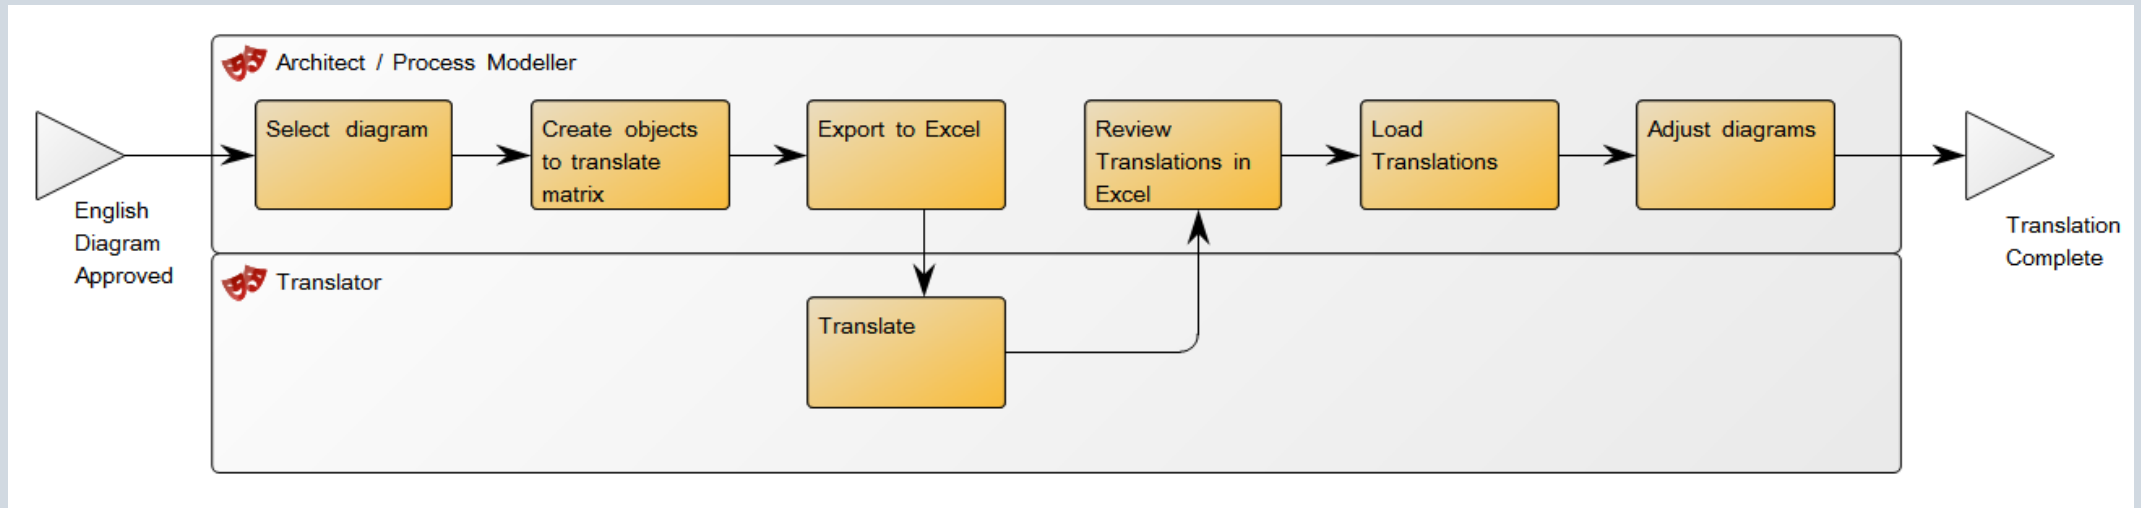 Architect / Process Modeller
Select diagram
Create objects
to translate
matrix
Export to Excel
Review
Translations in
Excel
Load
Translations
Adjust diagrams
English
Diagram
Approved
Translation
Complete
Translator
Translate